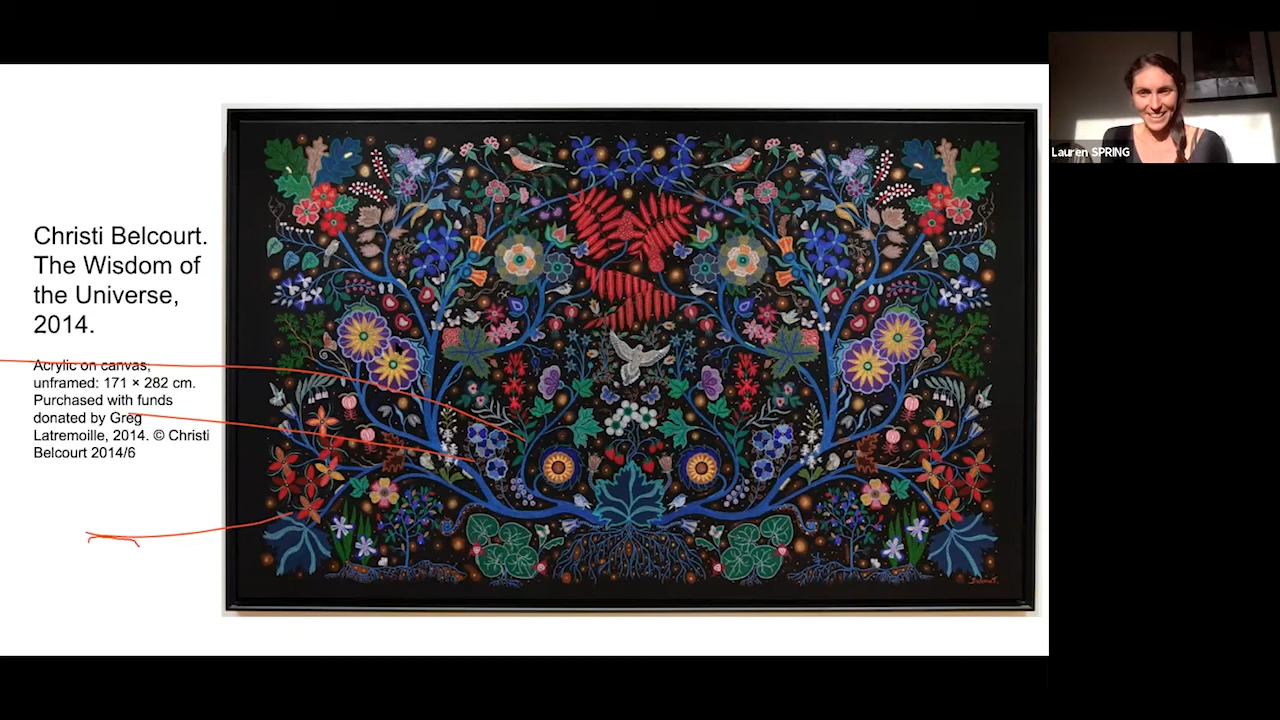 Christi Belcourt.
The Wisdom of
the Universe,
2014.
Acrylic on canvas,
unframed: 171 × 282 cm.
Purchased with funds
donated by Greg
Latremoille, 2014. © Christi
Belcourt 2014/6
Lauren SPRING